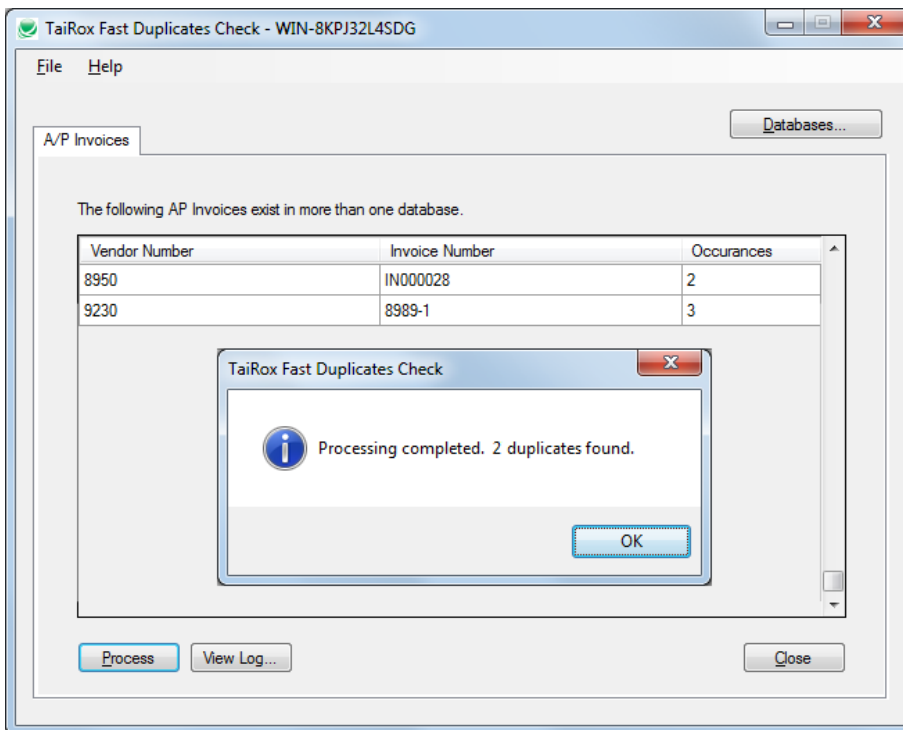 TaiRox Fast Duplicates Check - WIN-8KPJ32L4SDG
File Help
Databases...
A/P Invoices
The following AP Invoices exist in more than one database.
Vendor Number Invoice Number Occurances
8950 IN000028 2
9230 8989-1 3
TaiRox Fast Duplicates Check
Processing completed. 2 duplicates found.
OK
Process View Log... Close